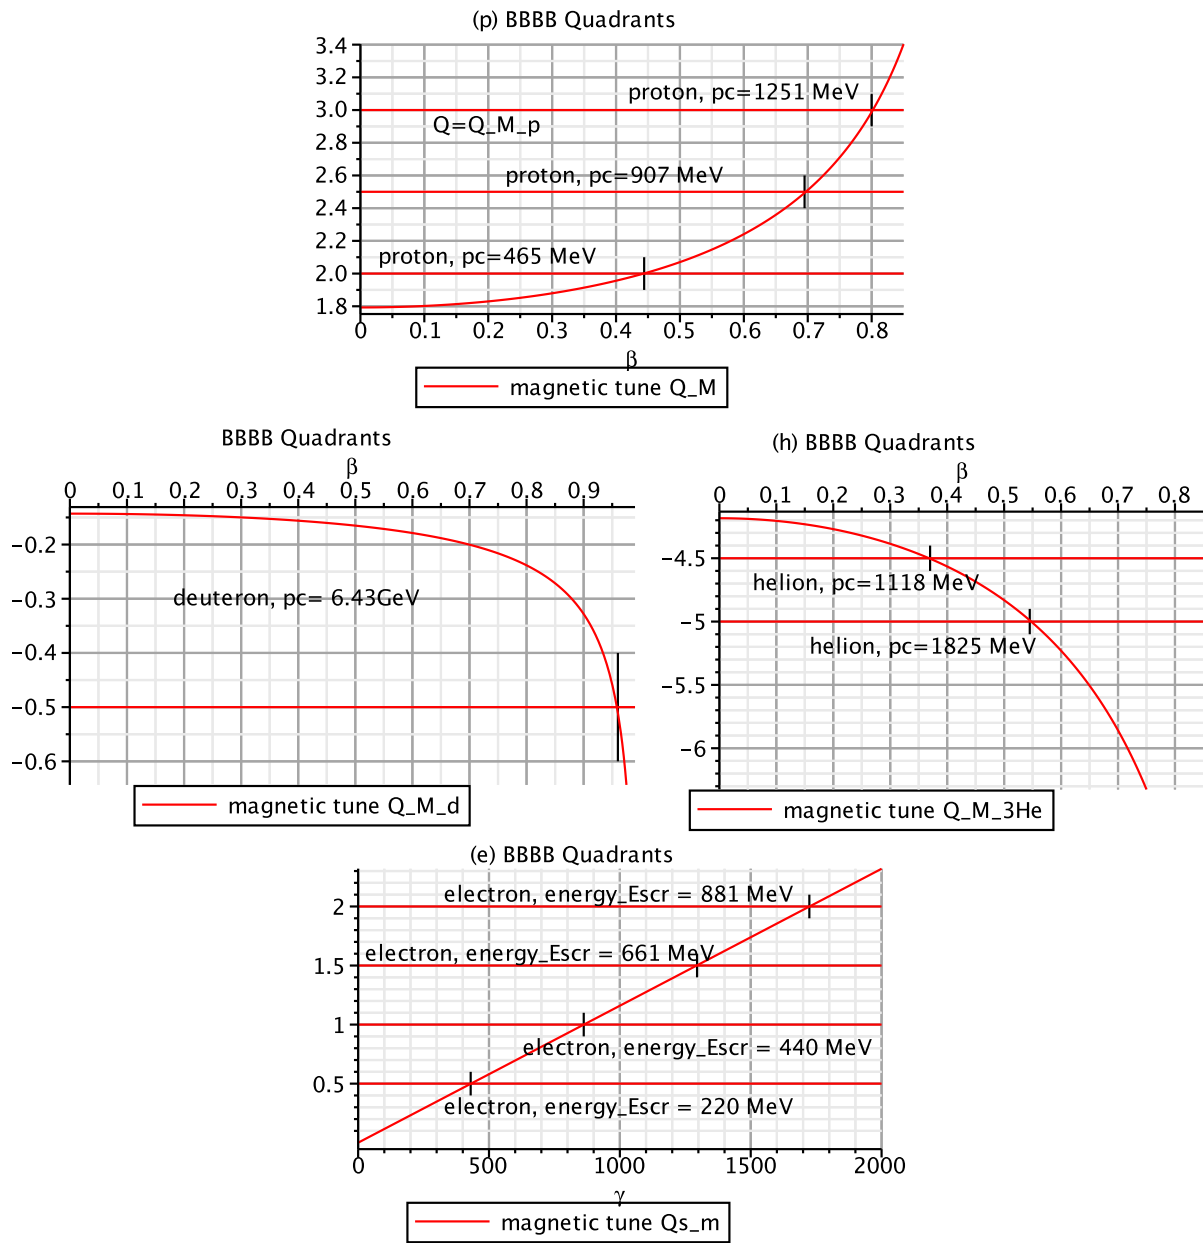 (p) BBBB Quadrants
3.4
3.2
3.0
2.8
2.6
2.4
2.2
2.0
1.8
proton, pc=1251 MeV
Q=Q_M_p
proton, pc=907 MeV
proton, pc=465 MeV
0 0.1 0.2 0.3 0.4 0.5 0.6 0.7 0.8
β
magnetic tune Q_M
BBBB Quadrants
β
0 0.1 0.2 0.3 0.4 0.5 0.6 0.7 0.8 0.9
−0.2
−0.3
−0.4
−0.5
−0.6
deuteron, pc= 6.43GeV
magnetic tune Q_M_d
(h) BBBB Quadrants
β
0 0.1 0.2 0.3 0.4 0.5 0.6 0.7 0.8
−4.5
−5
−5.5
−6
helion, pc=1118 MeV
helion, pc=1825 MeV
magnetic tune Q_M_3He
(e) BBBB Quadrants
2
1.5
1
0.5
electron, energy_Escr = 881 MeV
electron, energy_Escr = 661 MeV
electron, energy_Escr = 440 MeV
electron, energy_Escr = 220 MeV
0 500 1000 1500 2000
γ
magnetic tune Qs_m